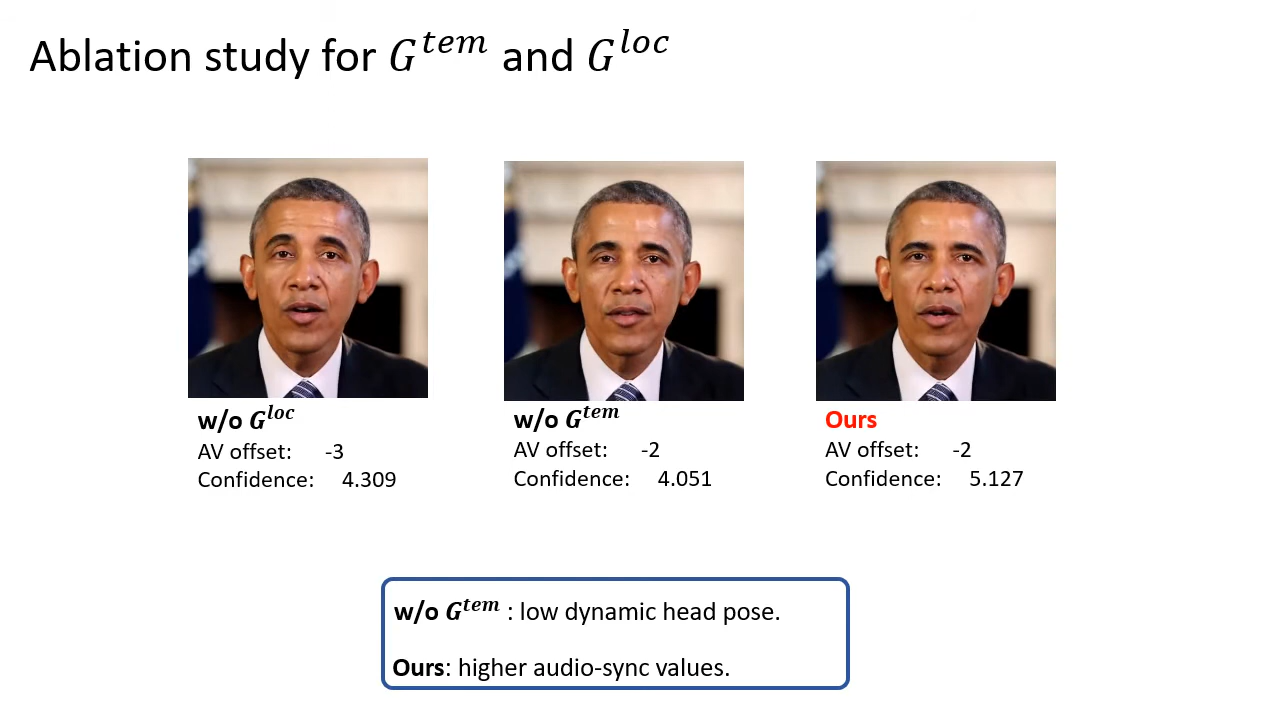 Ablation study for G^tem and G^loc
w/o G^loc
AV offset: -3
Confidence: 4.309
w/o G^tem
AV offset: -2
Confidence: 4.051
Ours
AV offset: -2
Confidence: 5.127
w/o G^tem : low dynamic head pose.
Ours: higher audio-sync values.